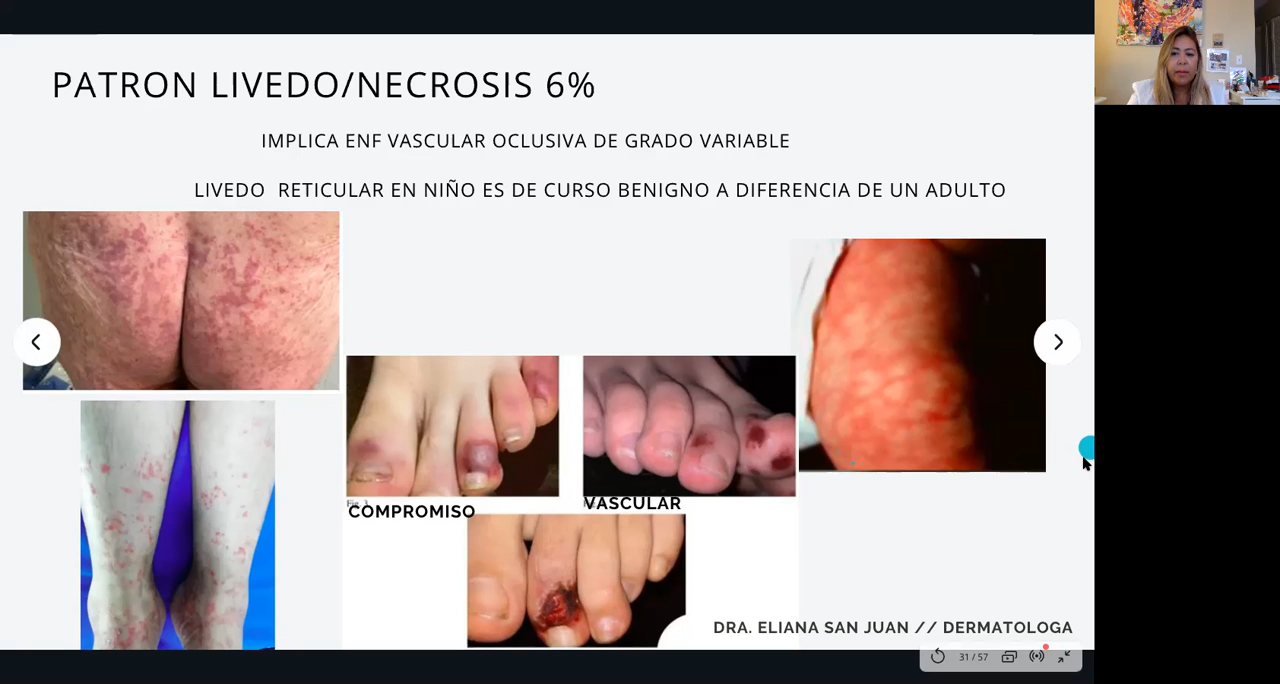 PATRON LIVEDO/NECROSIS 6%
IMPLICA ENF VASCULAR OCLUSIVA DE GRADO VARIABLE
LIVEDO RETICULAR EN NIÑO ES DE CURSO BENIGNO A DIFERENCIA DE UN ADULTO
COMPROMISO
VASCULAR
DRA. ELIANA SAN JUAN // DERMATOLOGA
31 / 57